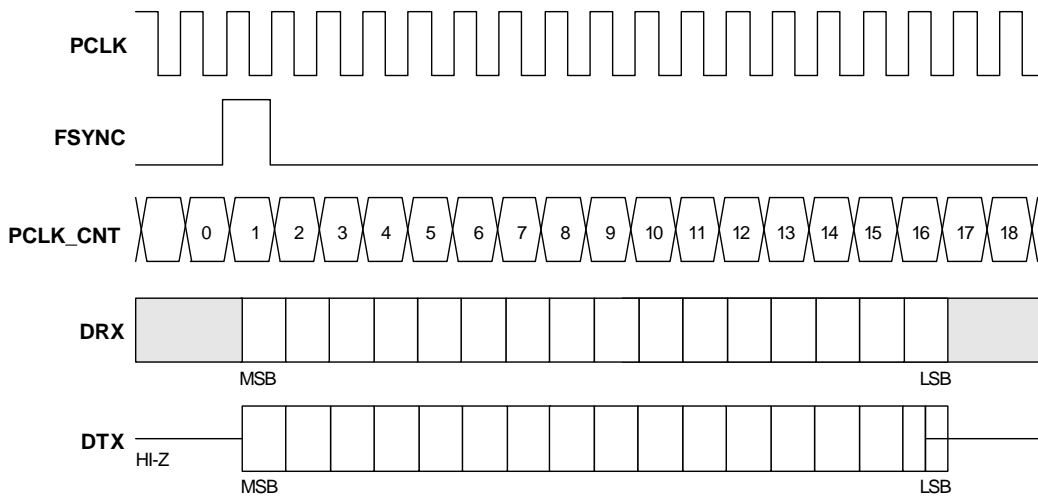 PCLK
FSYNC
PCLK_CNT 0 1 2 3 4 5 6 7 8 9 10 11 12 13 14 15 16 17 18
DRX
MSB LSB
DTX
HI-Z
MSB LSB